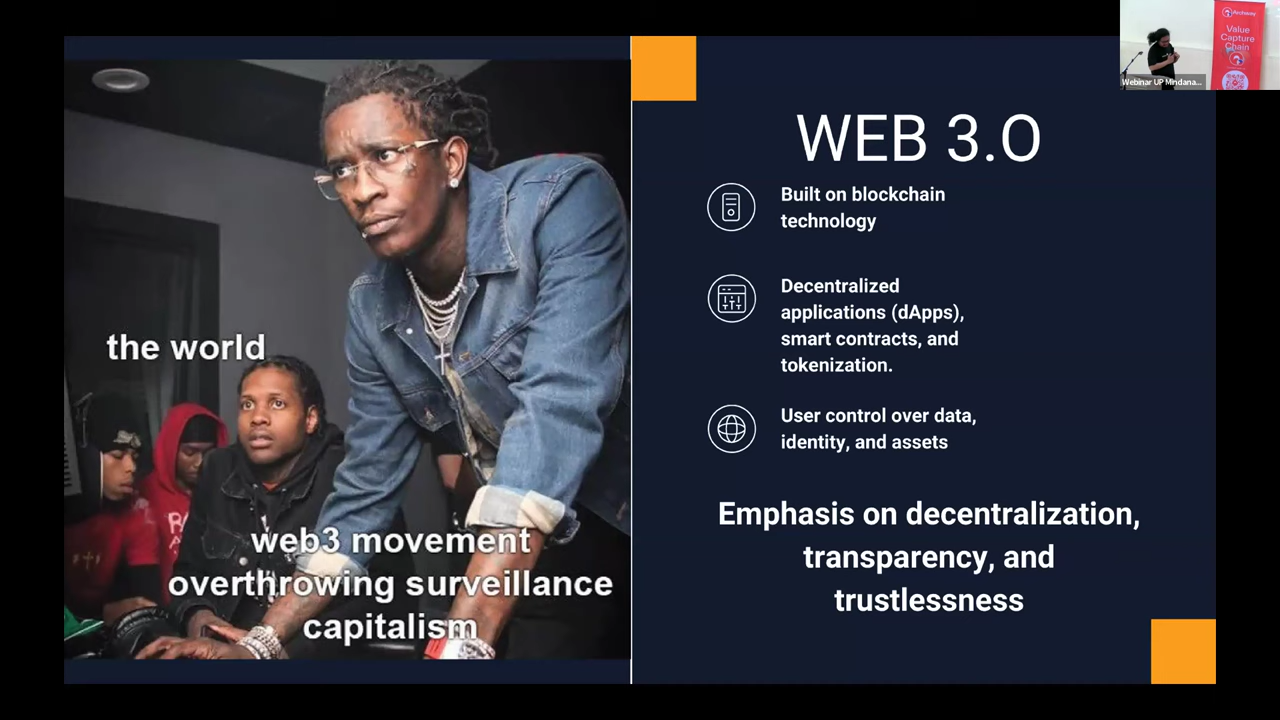 the world
web3 movement
overthrowing surveillance
capitalism
WEB 3.O
Built on blockchain
technology
Decentralized
applications (dApps),
smart contracts, and
tokenization.
User control over data,
identity, and assets
Emphasis on decentralization,
transparency, and
trustlessness
Archway
Value
Capture
Chain
Webinar UP Mindana...